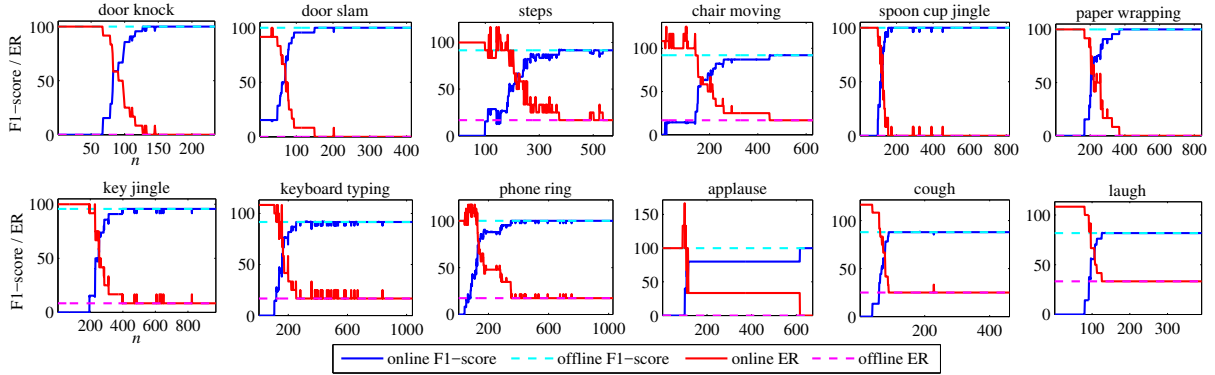 door knock
door slam
steps
chair moving
spoon cup jingle
paper wrapping
F1−score / ER
100
50
0
50 100 150 200
n
100
50
0
100 200 300 400
100
50
0
100 200 300 400 500
100
50
0
200 400 600
100
50
0
200 400 600 800
100
50
0
200 400 600 800
key jingle
keyboard typing
phone ring
applause
cough
laugh
F1−score / ER
100
50
0
200 400 600 800
n
100
50
0
200 400 600 800 1000
100
50
0
200 400 600 800 1000
150
100
50
0
200 400 600
100
50
0
200 400
100
50
0
100 200 300
online F1−score offline F1−score online ER offline ER